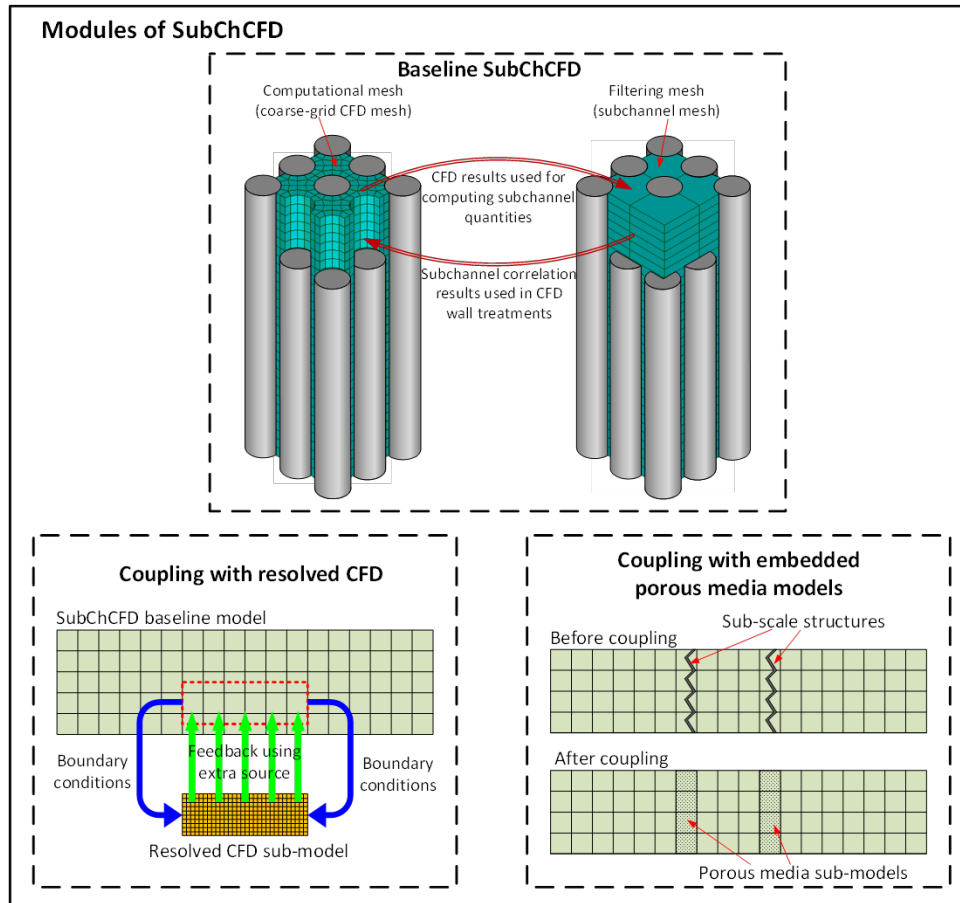 Modules of SubChCFD
Baseline SubChCFD
Computational mesh
(coarse-grid CFD mesh)
Filtering mesh
(subchannel mesh)
CFD results used for
computing subchannel
quantities
Subchannel correlation
results used in CFD
wall treatments
Coupling with resolved CFD
SubChCFD baseline model
Boundary
conditions
Feedback using
extra source
Boundary
conditions
Resolved CFD sub-model
Coupling with embedded
porous media models
Sub-scale structures
Before coupling
After coupling
Porous media sub-models